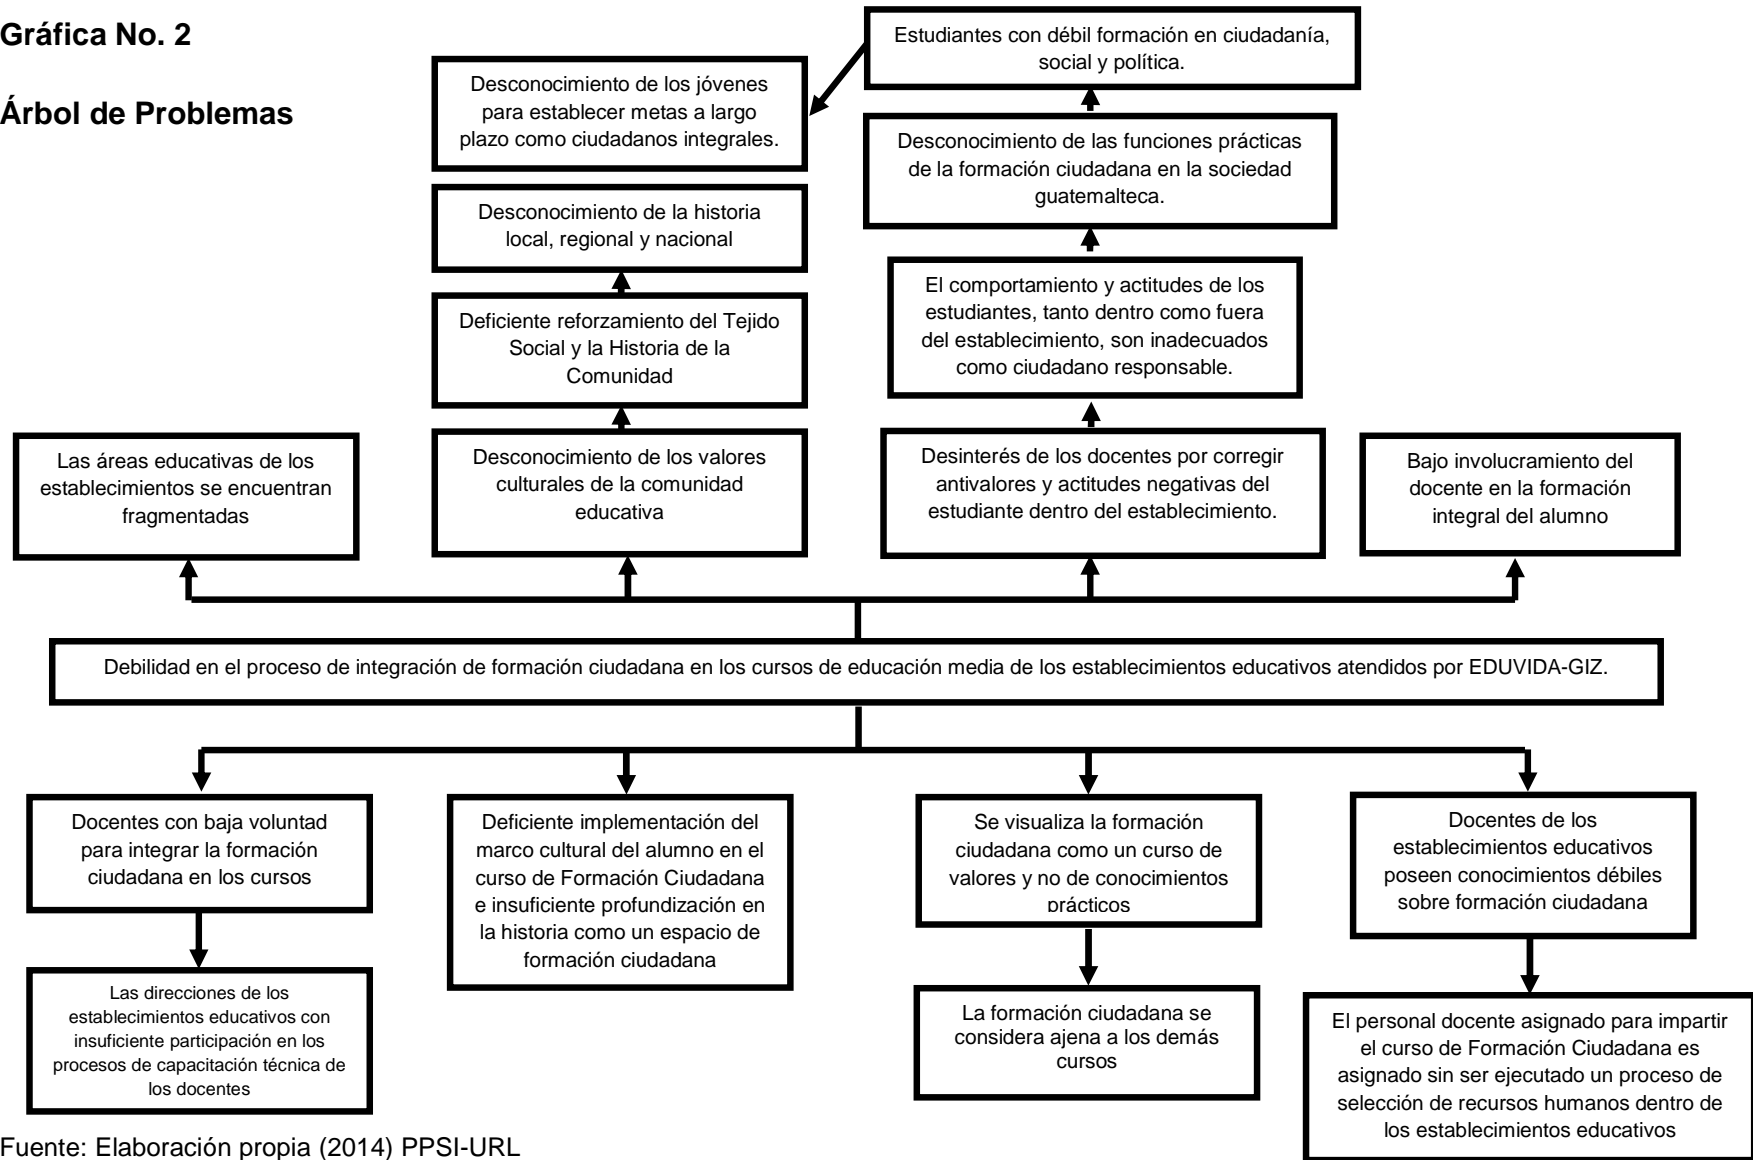 Gráfica No. 2
Árbol de Problemas
Estudiantes con débil formación en ciudadanía,
social y política.
Desconocimiento de los jóvenes
para establecer metas a largo
plazo como ciudadanos integrales.
Desconocimiento de las funciones prácticas
de la formación ciudadana en la sociedad
guatemalteca.
Desconocimiento de la historia
local, regional y nacional
El comportamiento y actitudes de los
estudiantes, tanto dentro como fuera
del establecimiento, son inadecuados
como ciudadano responsable.
Deficiente reforzamiento del Tejido
Social y la Historia de la
Comunidad
Las áreas educativas de los
establecimientos se encuentran
fragmentadas
Desconocimiento de los valores
culturales de la comunidad
educativa
Desinterés de los docentes por corregir
antivalores y actitudes negativas del
estudiante dentro del establecimiento.
Bajo involucramiento del
docente en la formación
integral del alumno
Debilidad en el proceso de integración de formación ciudadana en los cursos de educación media de los establecimientos educativos atendidos por EDUVIDA-GIZ.
Docentes con baja voluntad
para integrar la formación
ciudadana en los cursos
Deficiente implementación del
marco cultural del alumno en el
curso de Formación Ciudadana
e insuficiente profundización en
la historia como un espacio de
formación ciudadana
Se visualiza la formación
ciudadana como un curso de
valores y no de conocimientos
prácticos
Docentes de los
establecimientos educativos
poseen conocimientos débiles
sobre formación ciudadana
Las direcciones de los
establecimientos educativos con
insuficiente participación en los
procesos de capacitación técnica de
los docentes
La formación ciudadana se
considera ajena a los demás
cursos
El personal docente asignado para impartir
el curso de Formación Ciudadana es
asignado sin ser ejecutado un proceso de
selección de recursos humanos dentro de
los establecimientos educativos
Fuente: Elaboración propia (2014) PPSI-URL